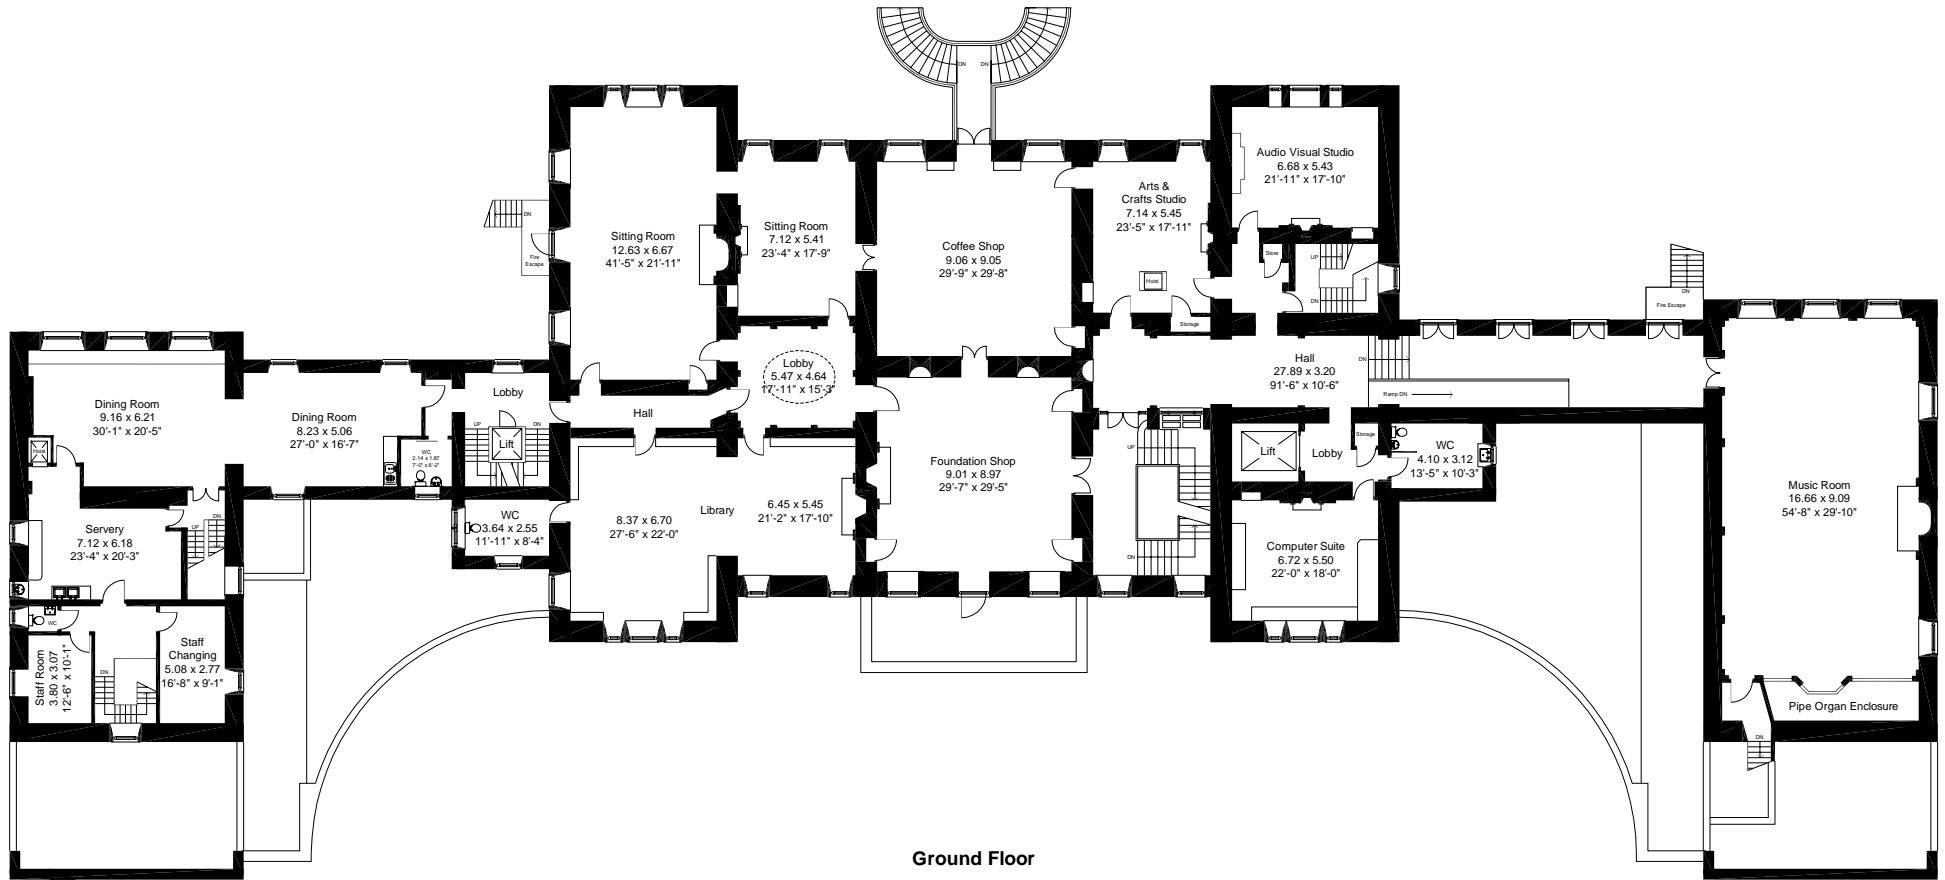 DN
DN
Audio Visual Studio
6.68 x 5.43
21'-11" x 17'-10"
Arts &
Crafts Studio
7.14 x 5.45
23'-5" x 17'-11"
DN
Fire
Escape
Sitting Room
12.63 x 6.67
41'-5" x 21'-11"
Sitting Room
7.12 x 5.41
23'-4" x 17'-9"
Coffee Shop
9.06 x 9.05
29'-9" x 29'-8"
Hoist
Storage
Store
UP
DN
DN
Fire Escape
Lobby
5.47 x 4.64
17'-11" x 15'-3"
Hall
27.89 x 3.20
91'-6" x 10'-6"
DN
Ramp DN
Dining Room
9.16 x 6.21
30'-1" x 20'-5"
Dining Room
8.23 x 5.06
27'-0" x 16'-7"
Lobby
Hall
UP
DN
Lift
Hoist
WC
2.14 x 1.87
7'-0" x 6'-2"
Foundation Shop
9.01 x 8.97
29'-7" x 29'-5"
UP
DN
Lift
Lobby
Storage
WC
4.10 x 3.12
13'-5" x 10'-3"
Music Room
16.66 x 9.09
54'-8" x 29'-10"
Servery
7.12 x 6.18
23'-4" x 20'-3"
UP
DN
WC
3.64 x 2.55
11'-11" x 8'-4"
8.37 x 6.70
27'-6" x 22'-0"
Library
6.45 x 5.45
21'-2" x 17'-10"
Computer Suite
6.72 x 5.50
22'-0" x 18'-0"
WC
Staff Room
3.80 x 3.07
12'-6" x 10'-1"
DN
Staff
Changing
5.08 x 2.77
16'-8" x 9'-1"
Pipe Organ Enclosure
DN
Ground Floor